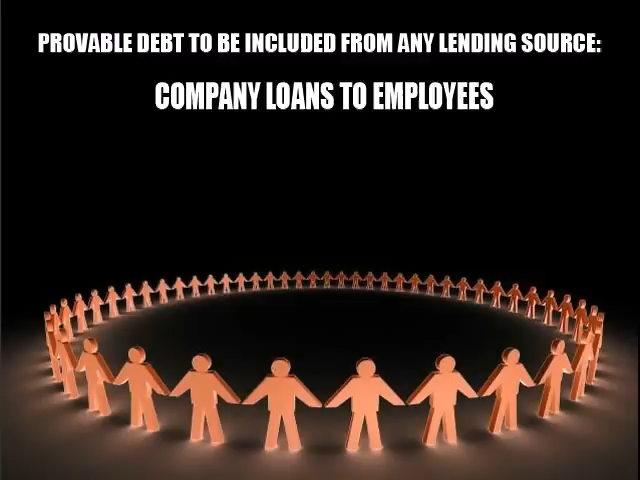 PROVABLE DEBT TO BE INCLUDED FROM ANY LENDING SOURCE:
COMPANY LOANS TO EMPLOYEES